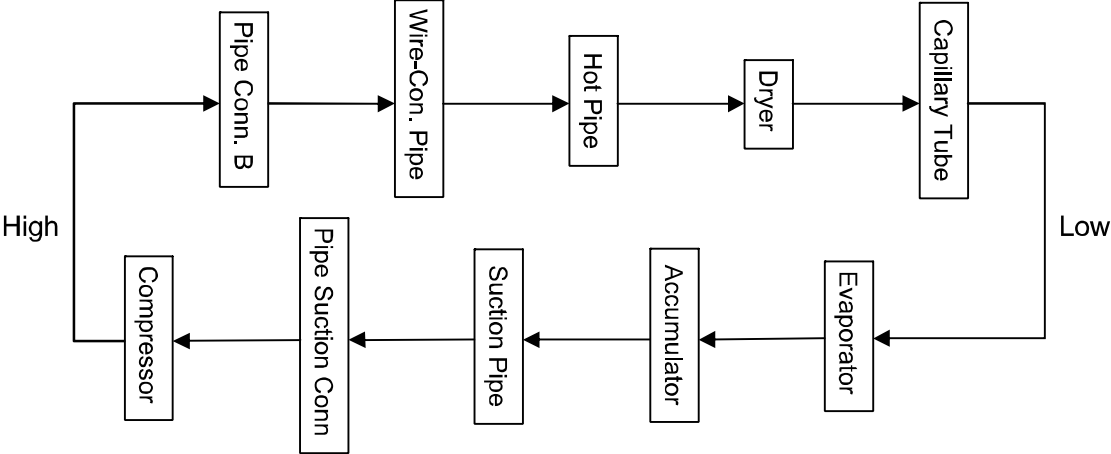 Pipe Conn. B
Wire-Con. Pipe
Hot Pipe
Dryer
Capillary Tube
High
Low
Compressor
Pipe Suction Conn
Suction Pipe
Accumulator
Evaporator